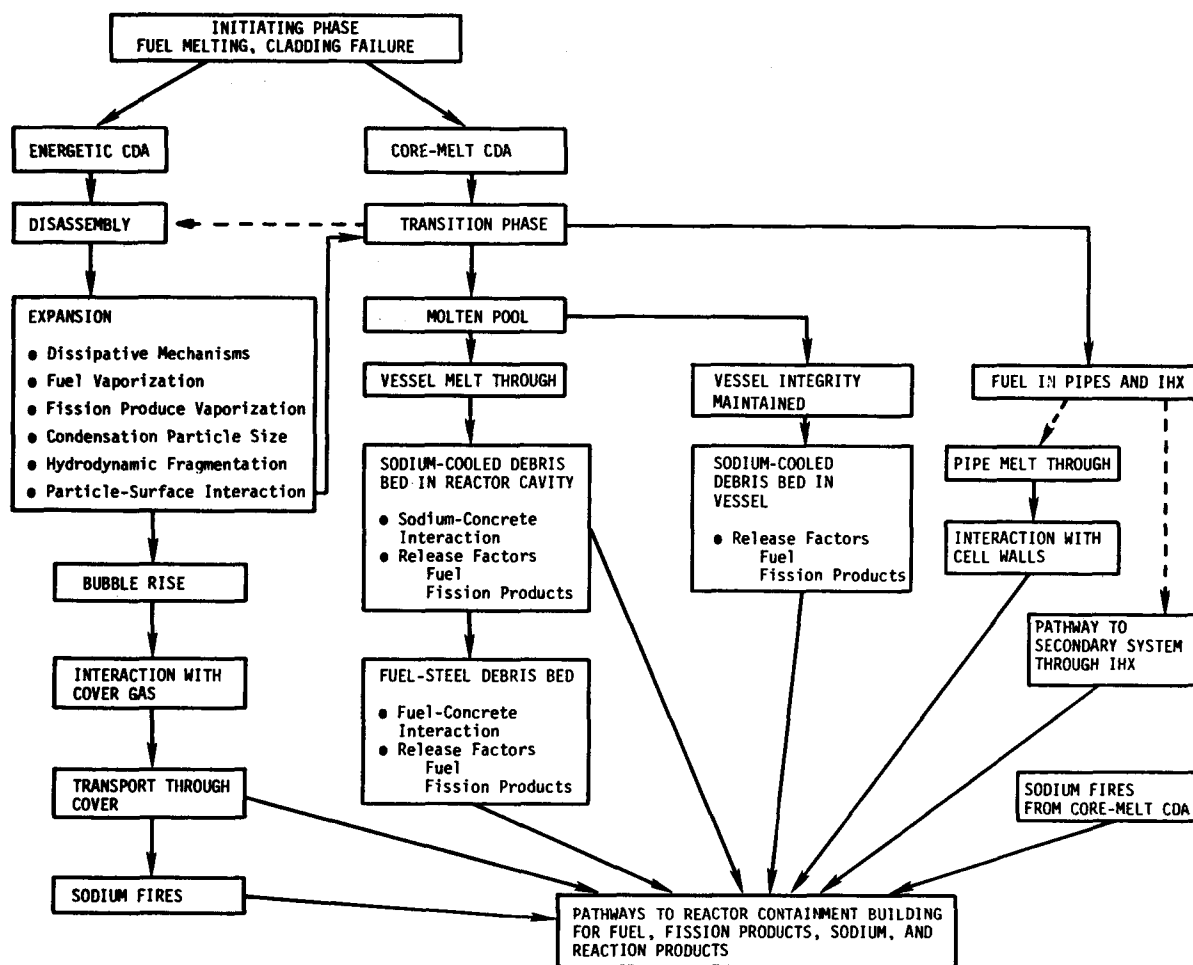 INITIATING PHASE
FUEL MELTING, CLADDING FAILURE
ENERGETIC CDA
CORE-MELT CDA
DISASSEMBLY
TRANSITION PHASE
EXPANSION
● Dissipative Mechanisms
● Fuel Vaporization
● Fission Produce Vaporization
● Condensation Particle Size
● Hydrodynamic Fragmentation
● Particle-Surface Interaction
MOLTEN POOL
VESSEL MELT THROUGH
VESSEL INTEGRITY
MAINTAINED
FUEL IN PIPES AND IHX
SODIUM-COOLED DEBRIS
BED IN REACTOR CAVITY
● Sodium-Concrete
Interaction
● Release Factors
Fuel
Fission Products
SODIUM-COOLED
DEBRIS BED IN
VESSEL
● Release Factors
Fuel
Fission Products
PIPE MELT THROUGH
INTERACTION WITH
CELL WALLS
BUBBLE RISE
PATHWAY TO
SECONDARY SYSTEM
THROUGH IHX
INTERACTION WITH
COVER GAS
FUEL-STEEL DEBRIS BED
● Fuel-Concrete
Interaction
● Release Factors
Fuel
Fission Products
TRANSPORT THROUGH
COVER
SODIUM FIRES
FROM CORE-MELT CDA
SODIUM FIRES
PATHWAYS TO REACTOR CONTAINMENT BUILDING
FOR FUEL, FISSION PRODUCTS, SODIUM, AND
REACTION PRODUCTS